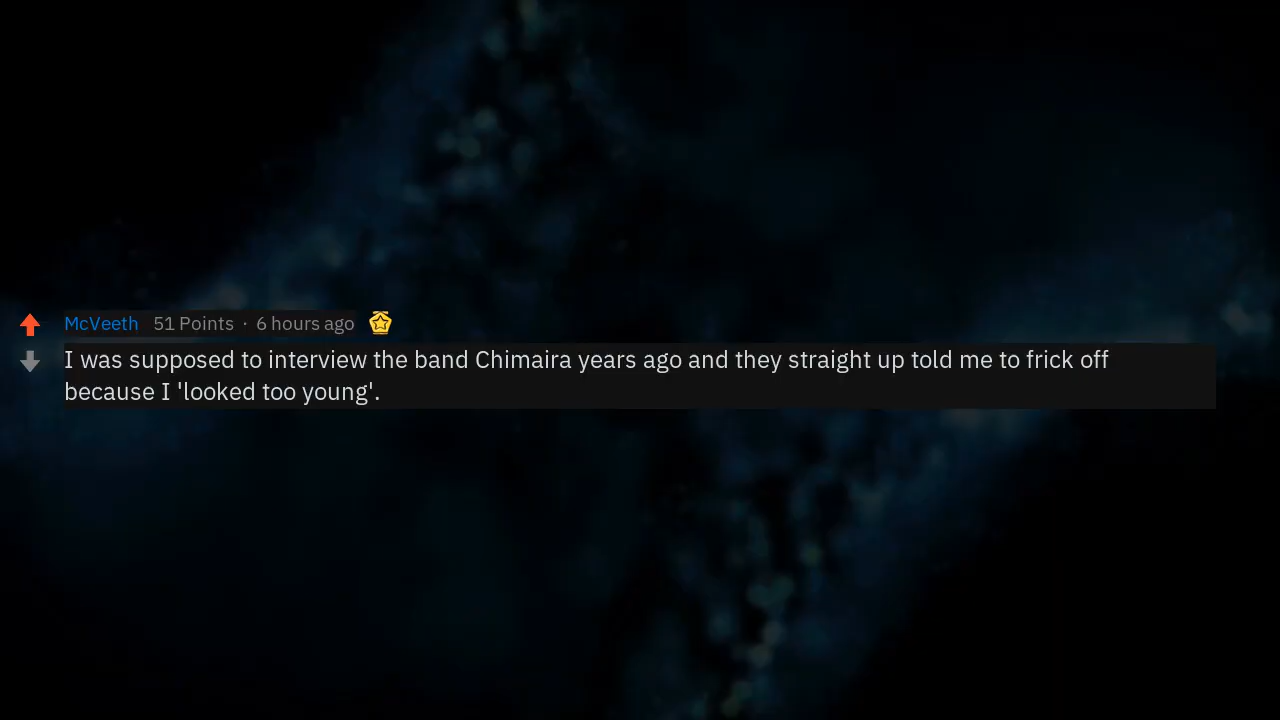 McVeeth 51 Points · 6 hours ago
I was supposed to interview the band Chimaira years ago and they straight up told me to frick off
because I 'looked too young'.